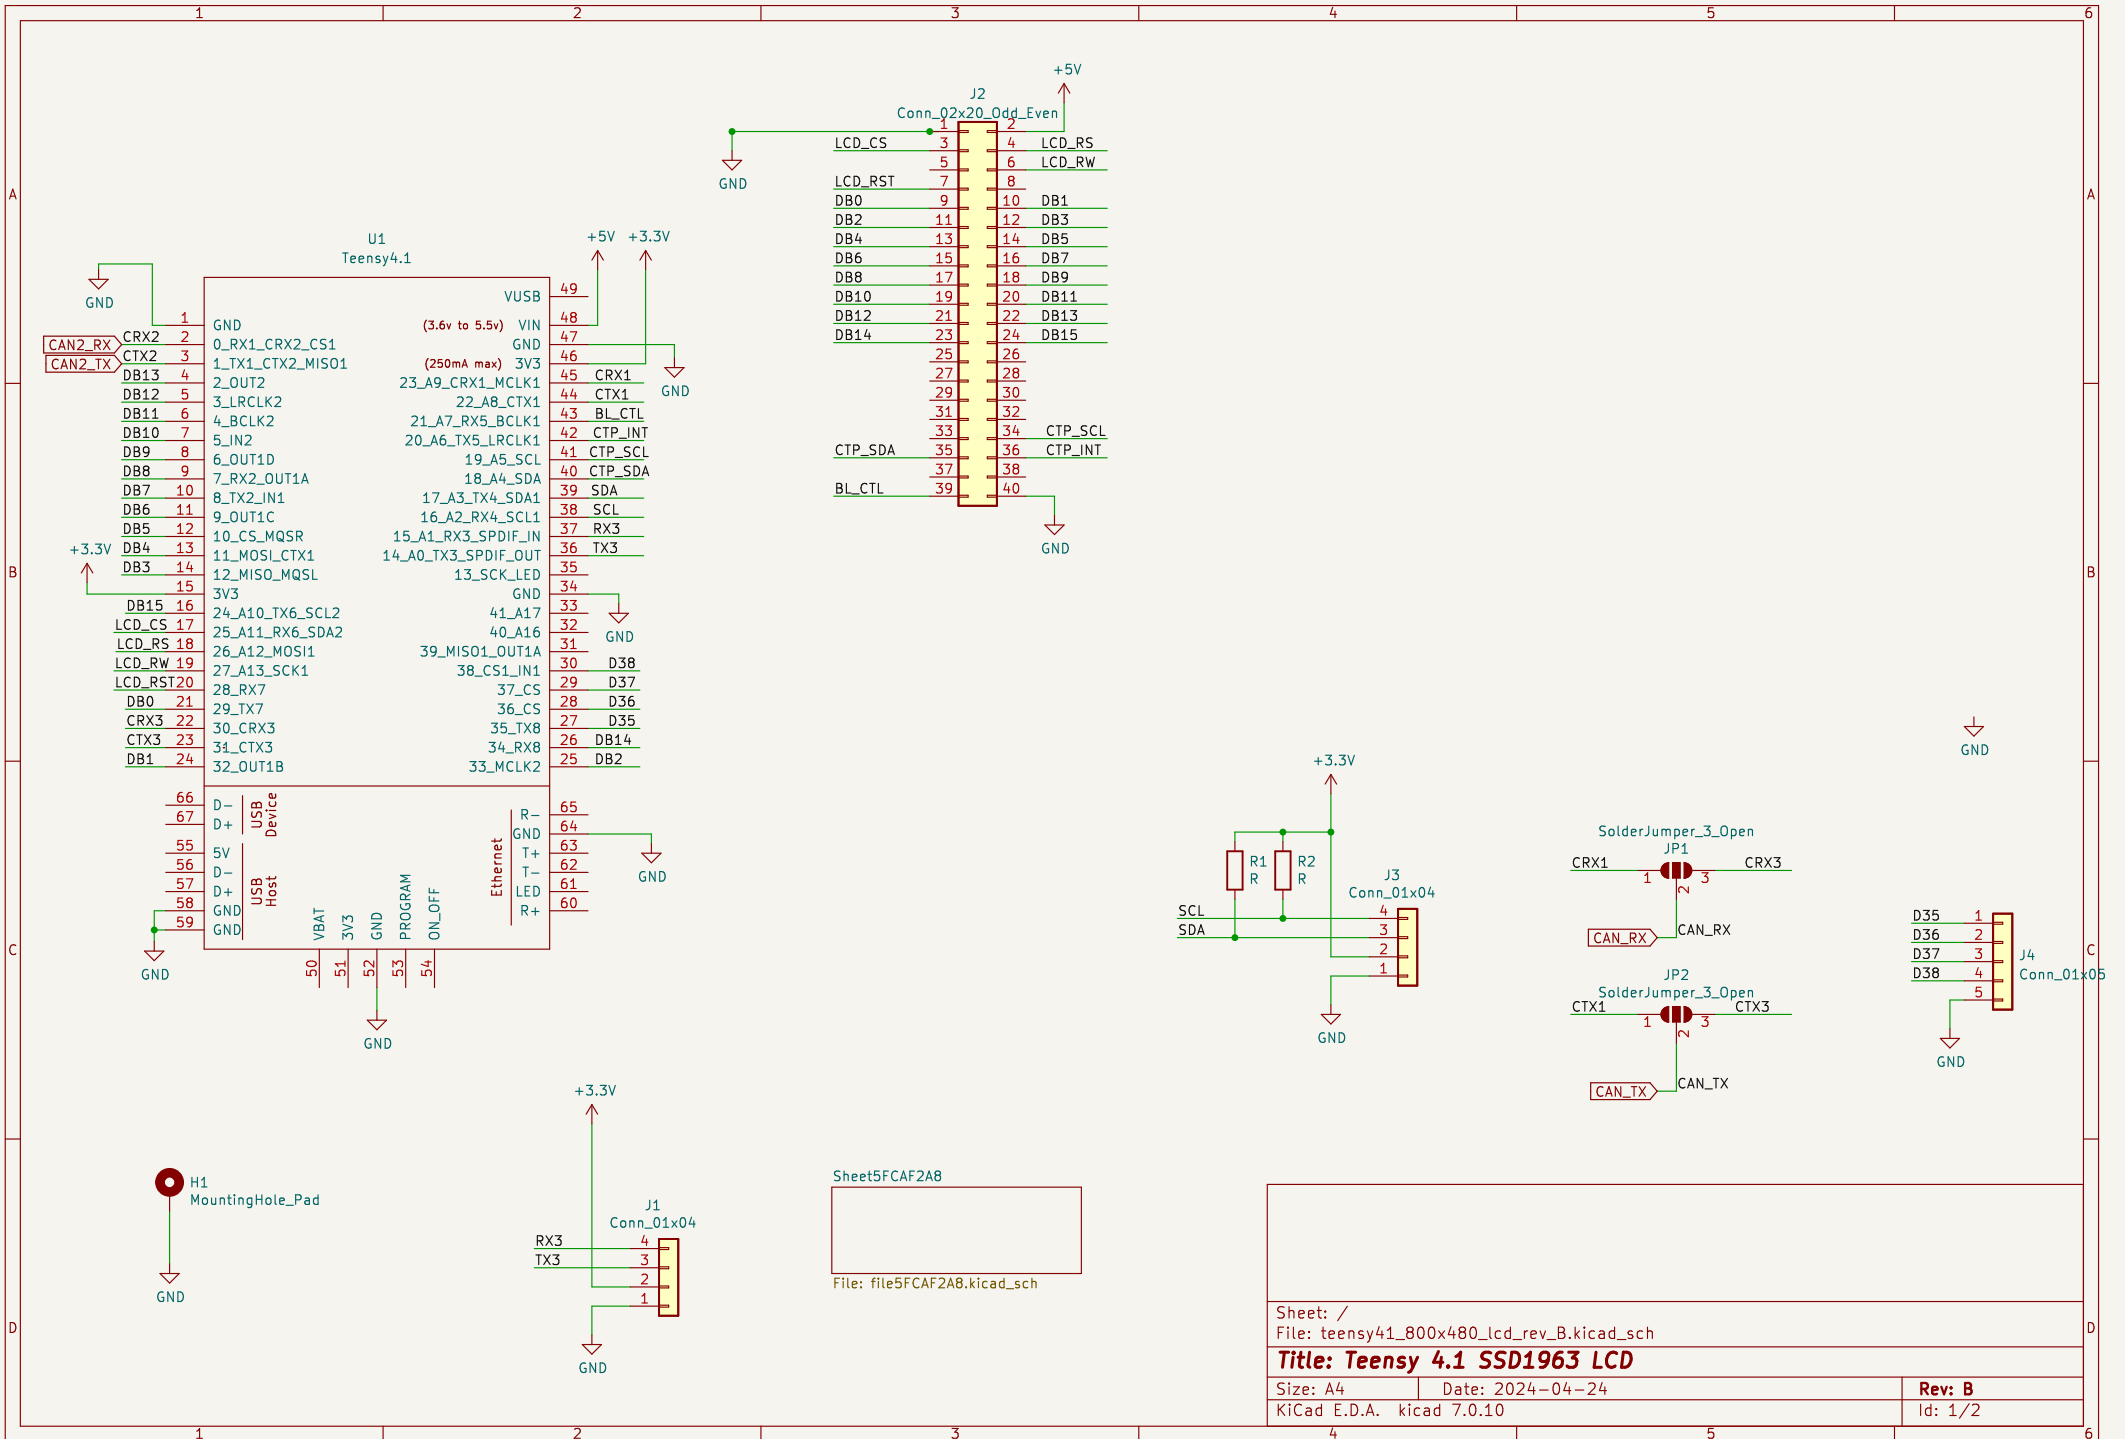 1 2 3 4 5 6
A A
B B
C C
D D
U1
Teensy4.1
GND
+5V +3.3V
VUSB 49
1 GND (3.6v to 5.5v) VIN 48
CAN2_RX CRX2 2 0_RX1_CRX2_CS1 GND 47
CAN2_TX CTX2 3 1_TX1_CTX2_MISO1 (250mA max) 3V3 46
DB13 4 2_OUT2 23_A9_CRX1_MCLK1 45 CRX1
GND
DB12 5 3_LRCLK2 22_A8_CTX1 44 CTX1
DB11 6 4_BCLK2 21_A7_RX5_BCLK1 43 BL_CTL
DB10 7 5_IN2 20_A6_TX5_LRCLK1 42 CTP_INT
DB9 8 6_OUT1D 19_A5_SCL 41 CTP_SCL
DB8 9 7_RX2_OUT1A 18_A4_SDA 40 CTP_SDA
DB7 10 8_TX2_IN1 17_A3_TX4_SDA1 39 SDA
DB6 11 9_OUT1C 16_A2_RX4_SCL1 38 SCL
DB5 12 10_CS_MQSR 15_A1_RX3_SPDIF_IN 37 RX3
+3.3V
DB4 13 11_MOSI_CTX1 14_A0_TX3_SPDIF_OUT 36 TX3
DB3 14 12_MISO_MQSL 13_SCK_LED 35
15 3V3 GND 34
DB15 16 24_A10_TX6_SCL2 41_A17 33
LCD_CS 17 25_A11_RX6_SDA2 40_A16 32
GND
LCD_RS 18 26_A12_MOSI1 39_MISO1_OUT1A 31
LCD_RW 19 27_A13_SCK1 38_CS1_IN1 30 D38
LCD_RST 20 28_RX7 37_CS 29 D37
DB0 21 29_TX7 36_CS 28 D36
CRX3 22 30_CRX3 35_TX8 27 D35
CTX3 23 31_CTX3 34_RX8 26 DB14
DB1 24 32_OUT1B 33_MCLK2 25 DB2
66 D-
67 D+
USB
Device
55 5V
56 D-
57 D+
58 GND
59 GND
USB
Host
GND
R- 65
GND 64
T+ 63
T- 62
LED 61
R+ 60
Ethernet
GND
VBAT 3V3 GND PROGRAM ON_OFF
50 51 52 53 54
GND
J2
Conn_02x20_Odd_Even
+5V
GND
1 2
LCD_CS 3 4 LCD_RS
5 6 LCD_RW
LCD_RST 7 8
DB0 9 10 DB1
DB2 11 12 DB3
DB4 13 14 DB5
DB6 15 16 DB7
DB8 17 18 DB9
DB10 19 20 DB11
DB12 21 22 DB13
DB14 23 24 DB15
25 26
27 28
29 30
31 32
33 34 CTP_SCL
CTP_SDA 35 36 CTP_INT
37 38
BL_CTL 39 40
GND
+3.3V
R1
R
R2
R
J3
Conn_01x04
SCL 4
SDA 3
2
1
GND
SolderJumper_3_Open
JP1
CRX1 1 2 3 CRX3
CAN_RX CAN_RX
JP2
SolderJumper_3_Open
CTX1 1 2 3 CTX3
CAN_TX CAN_TX
GND
D35 1
D36 2
D37 3
D38 4
5
J4
Conn_01x05
GND
H1
MountingHole_Pad
GND
+3.3V
J1
Conn_01x04
RX3 4
TX3 3
2
1
GND
Sheet5FCAF2A8
File: file5FCAF2A8.kicad_sch
Sheet: /
File: teensy41_800x480_lcd_rev_B.kicad_sch
Title: Teensy 4.1 SSD1963 LCD
Size: A4 Date: 2024-04-24 Rev: B
KiCad E.D.A. kicad 7.0.10 Id: 1/2
1 2 3 4 5 6